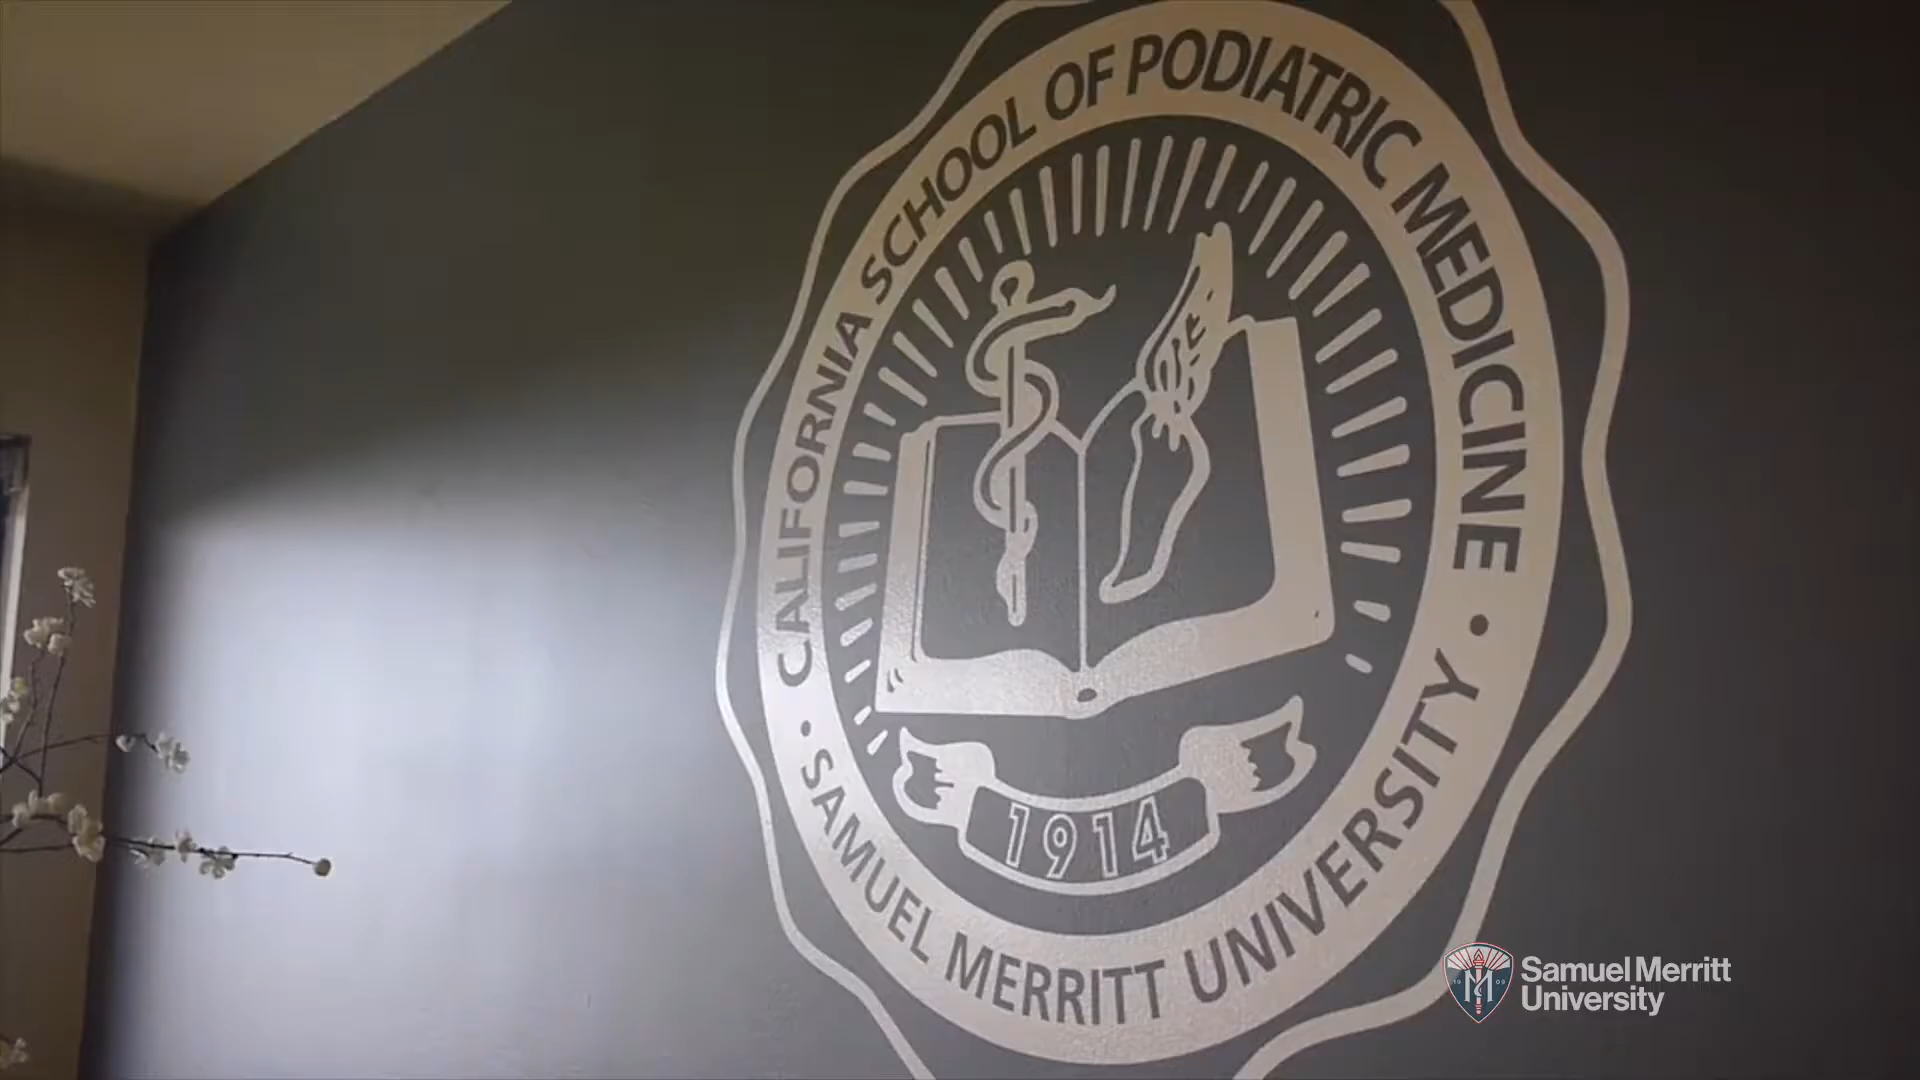 CALIFORNIA SCHOOL OF PODIATRIC MEDICINE
• SAMUEL MERRITT UNIVERSITY •
1914
Samuel Merritt
University